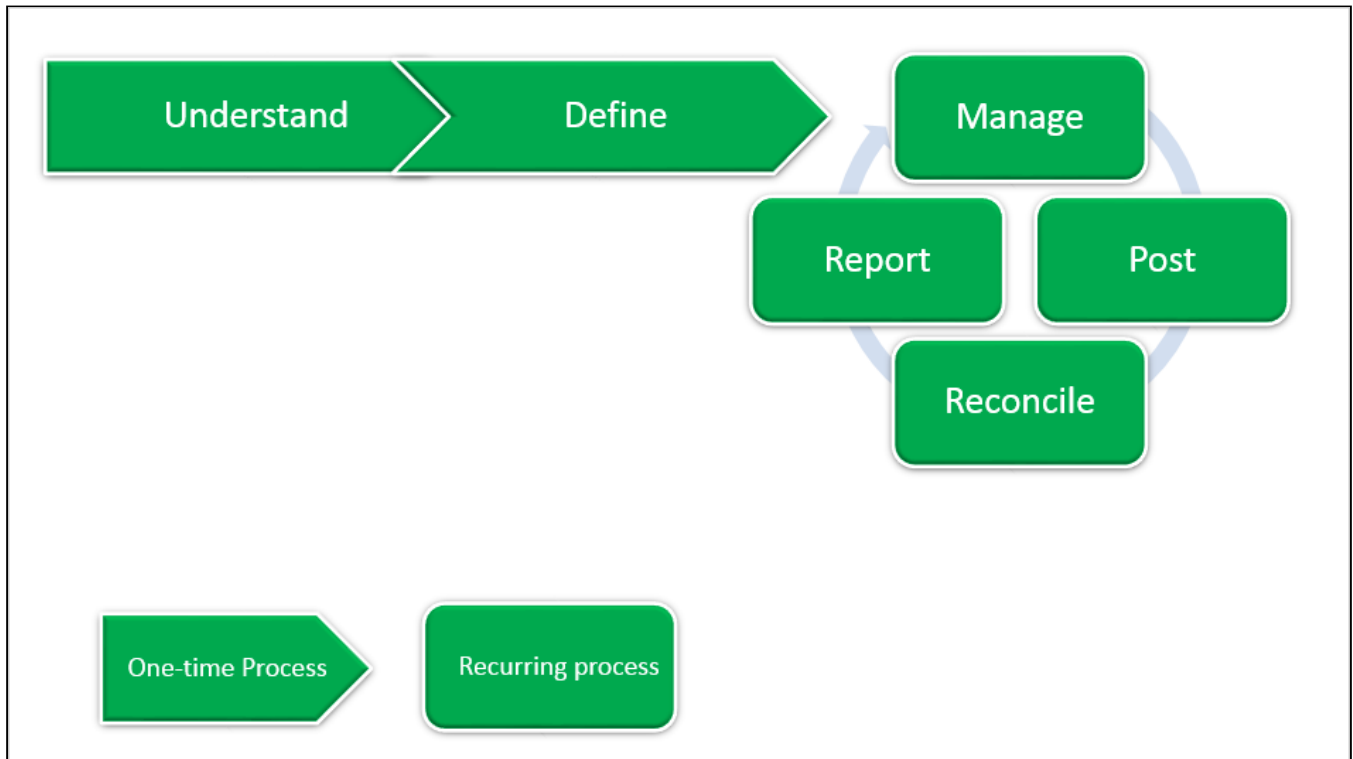 Understand
Define
Manage
Report
Post
Reconcile
One-time Process
Recurring process